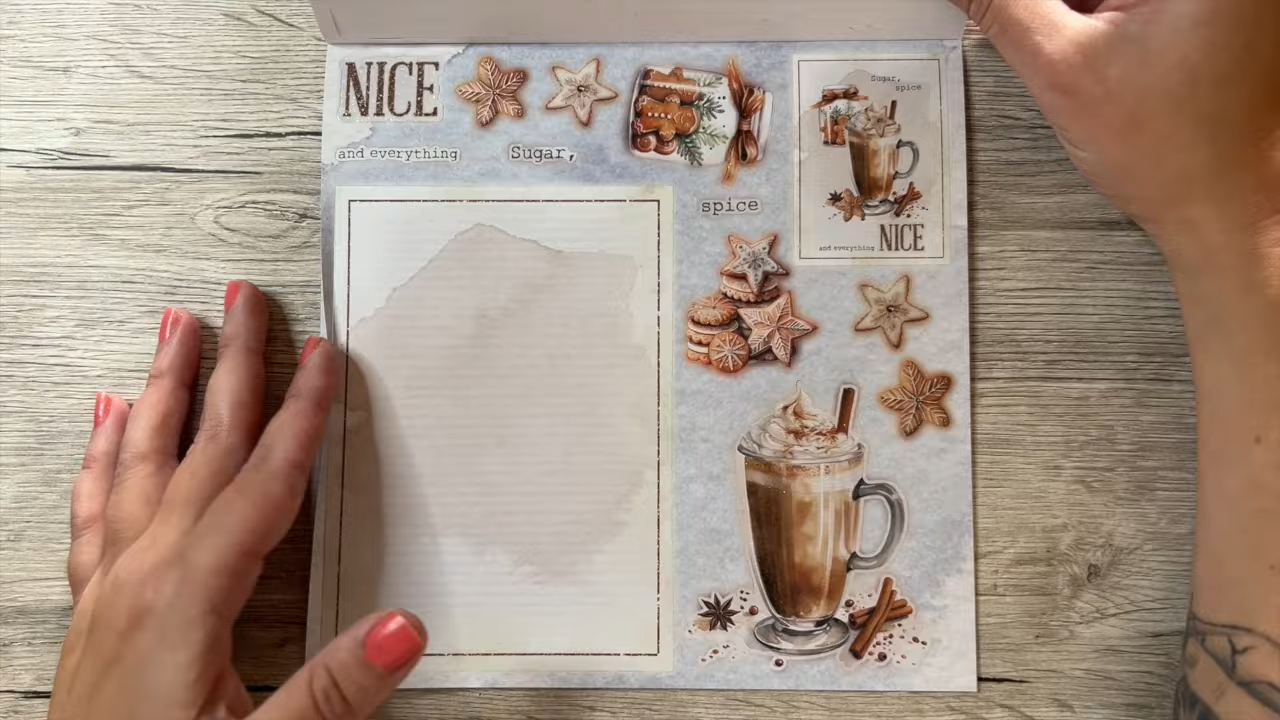 NICE
and everything
Sugar,
spice
Sugar,
spice
and everything NICE